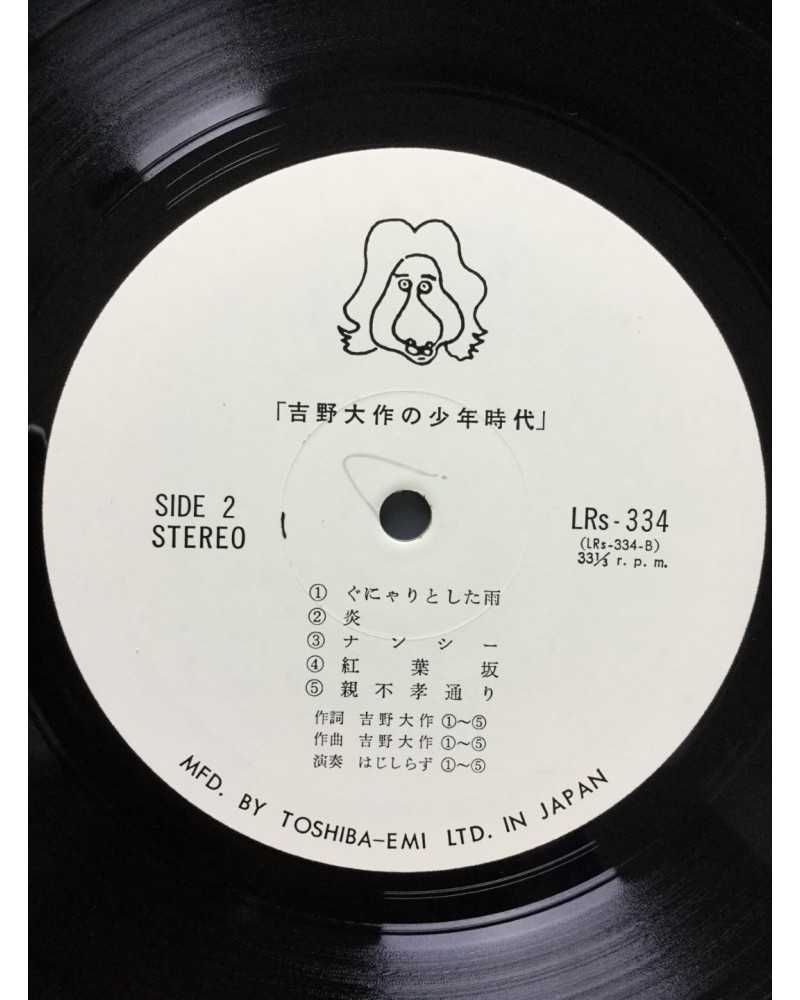 「吉野大作の少年時代」
SIDE 2
STEREO
LRs-334
(LRs-334-B)
33⅓ r. p. m.
① ぐにゃりとした雨
② 炎
③ ナンシー
④ 紅葉坂
⑤ 親不孝通り
作詞 吉野大作 ①〜⑤
作曲 吉野大作 ①〜⑤
演奏 はじしらず ①〜⑤
MFD. BY TOSHIBA-EMI LTD. IN JAPAN